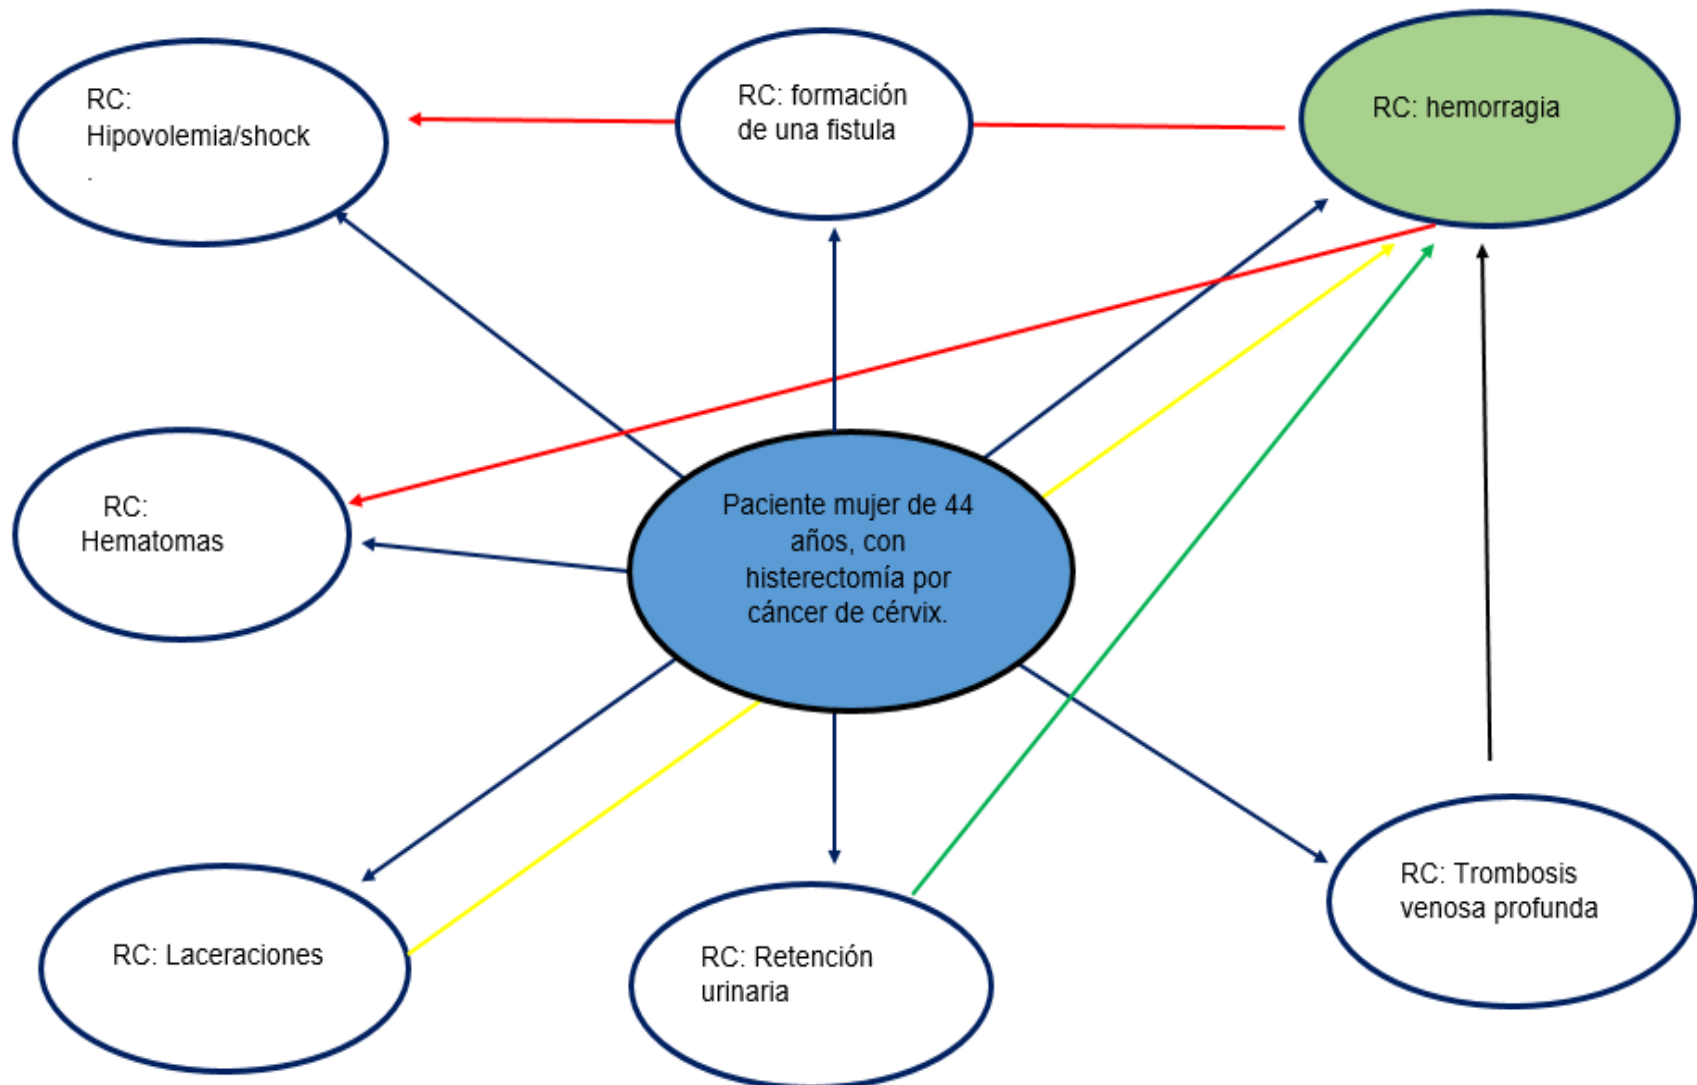 RC:
Hipovolemia/shock
.
RC: formación
de una fistula
RC: hemorragia
RC:
Hematomas
Paciente mujer de 44
años, con
histerectomía por
cáncer de cérvix.
RC: Laceraciones
RC: Retención
urinaria
RC: Trombosis
venosa profunda